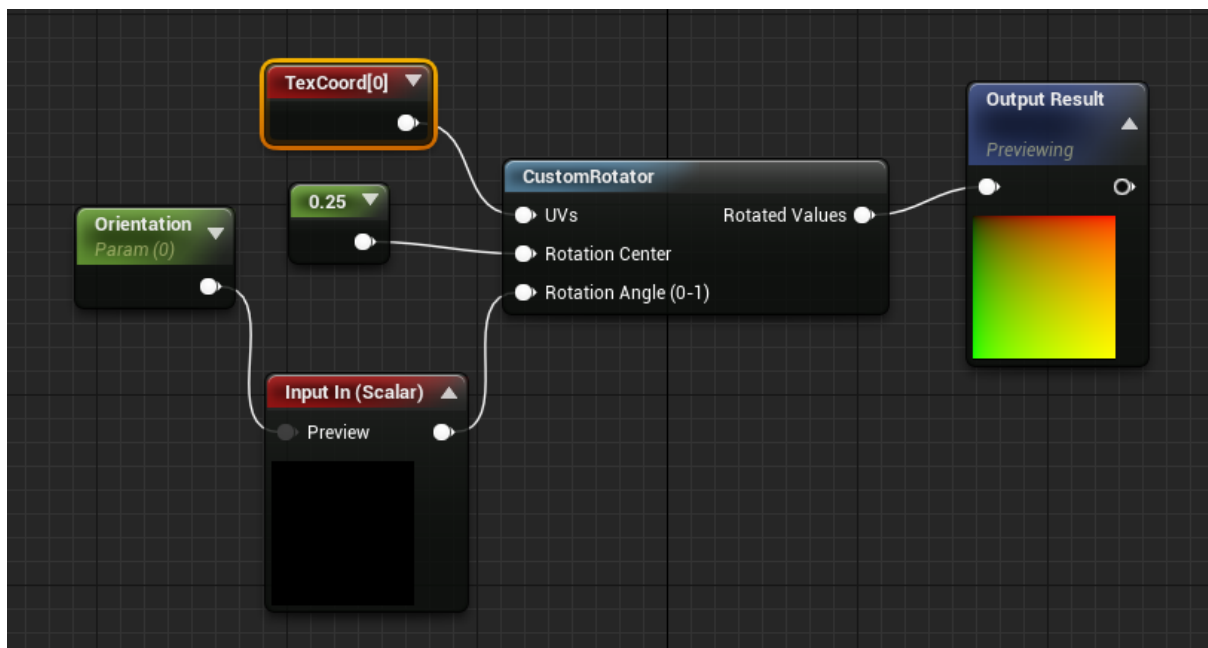 TexCoord[0]
0.25
Orientation
Param (0)
CustomRotator
UVs
Rotated Values
Rotation Center
Rotation Angle (0-1)
Input In (Scalar)
Preview
Output Result
Previewing